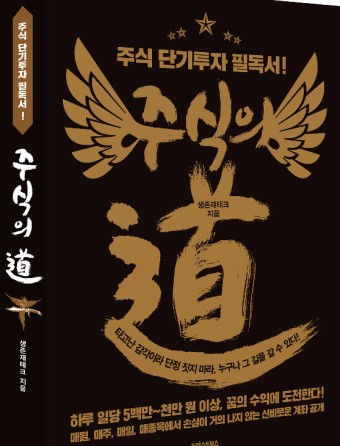 주식 단기투자 필독서!
주식의
道
주식 단기투자 필독서!
주식의
道
생존재테크
지음
타고난 감각이라 단정 짓지 마라, 누구나 그 길을 갈 수 있다!
하루 일당 5백만~천만 원 이상, 꿈의 수익에 도전한다!
매월, 매주, 매일, 매종목에서 손실이 거의 나지 않는 신비로운 계좌 공개
생존재테크 지음